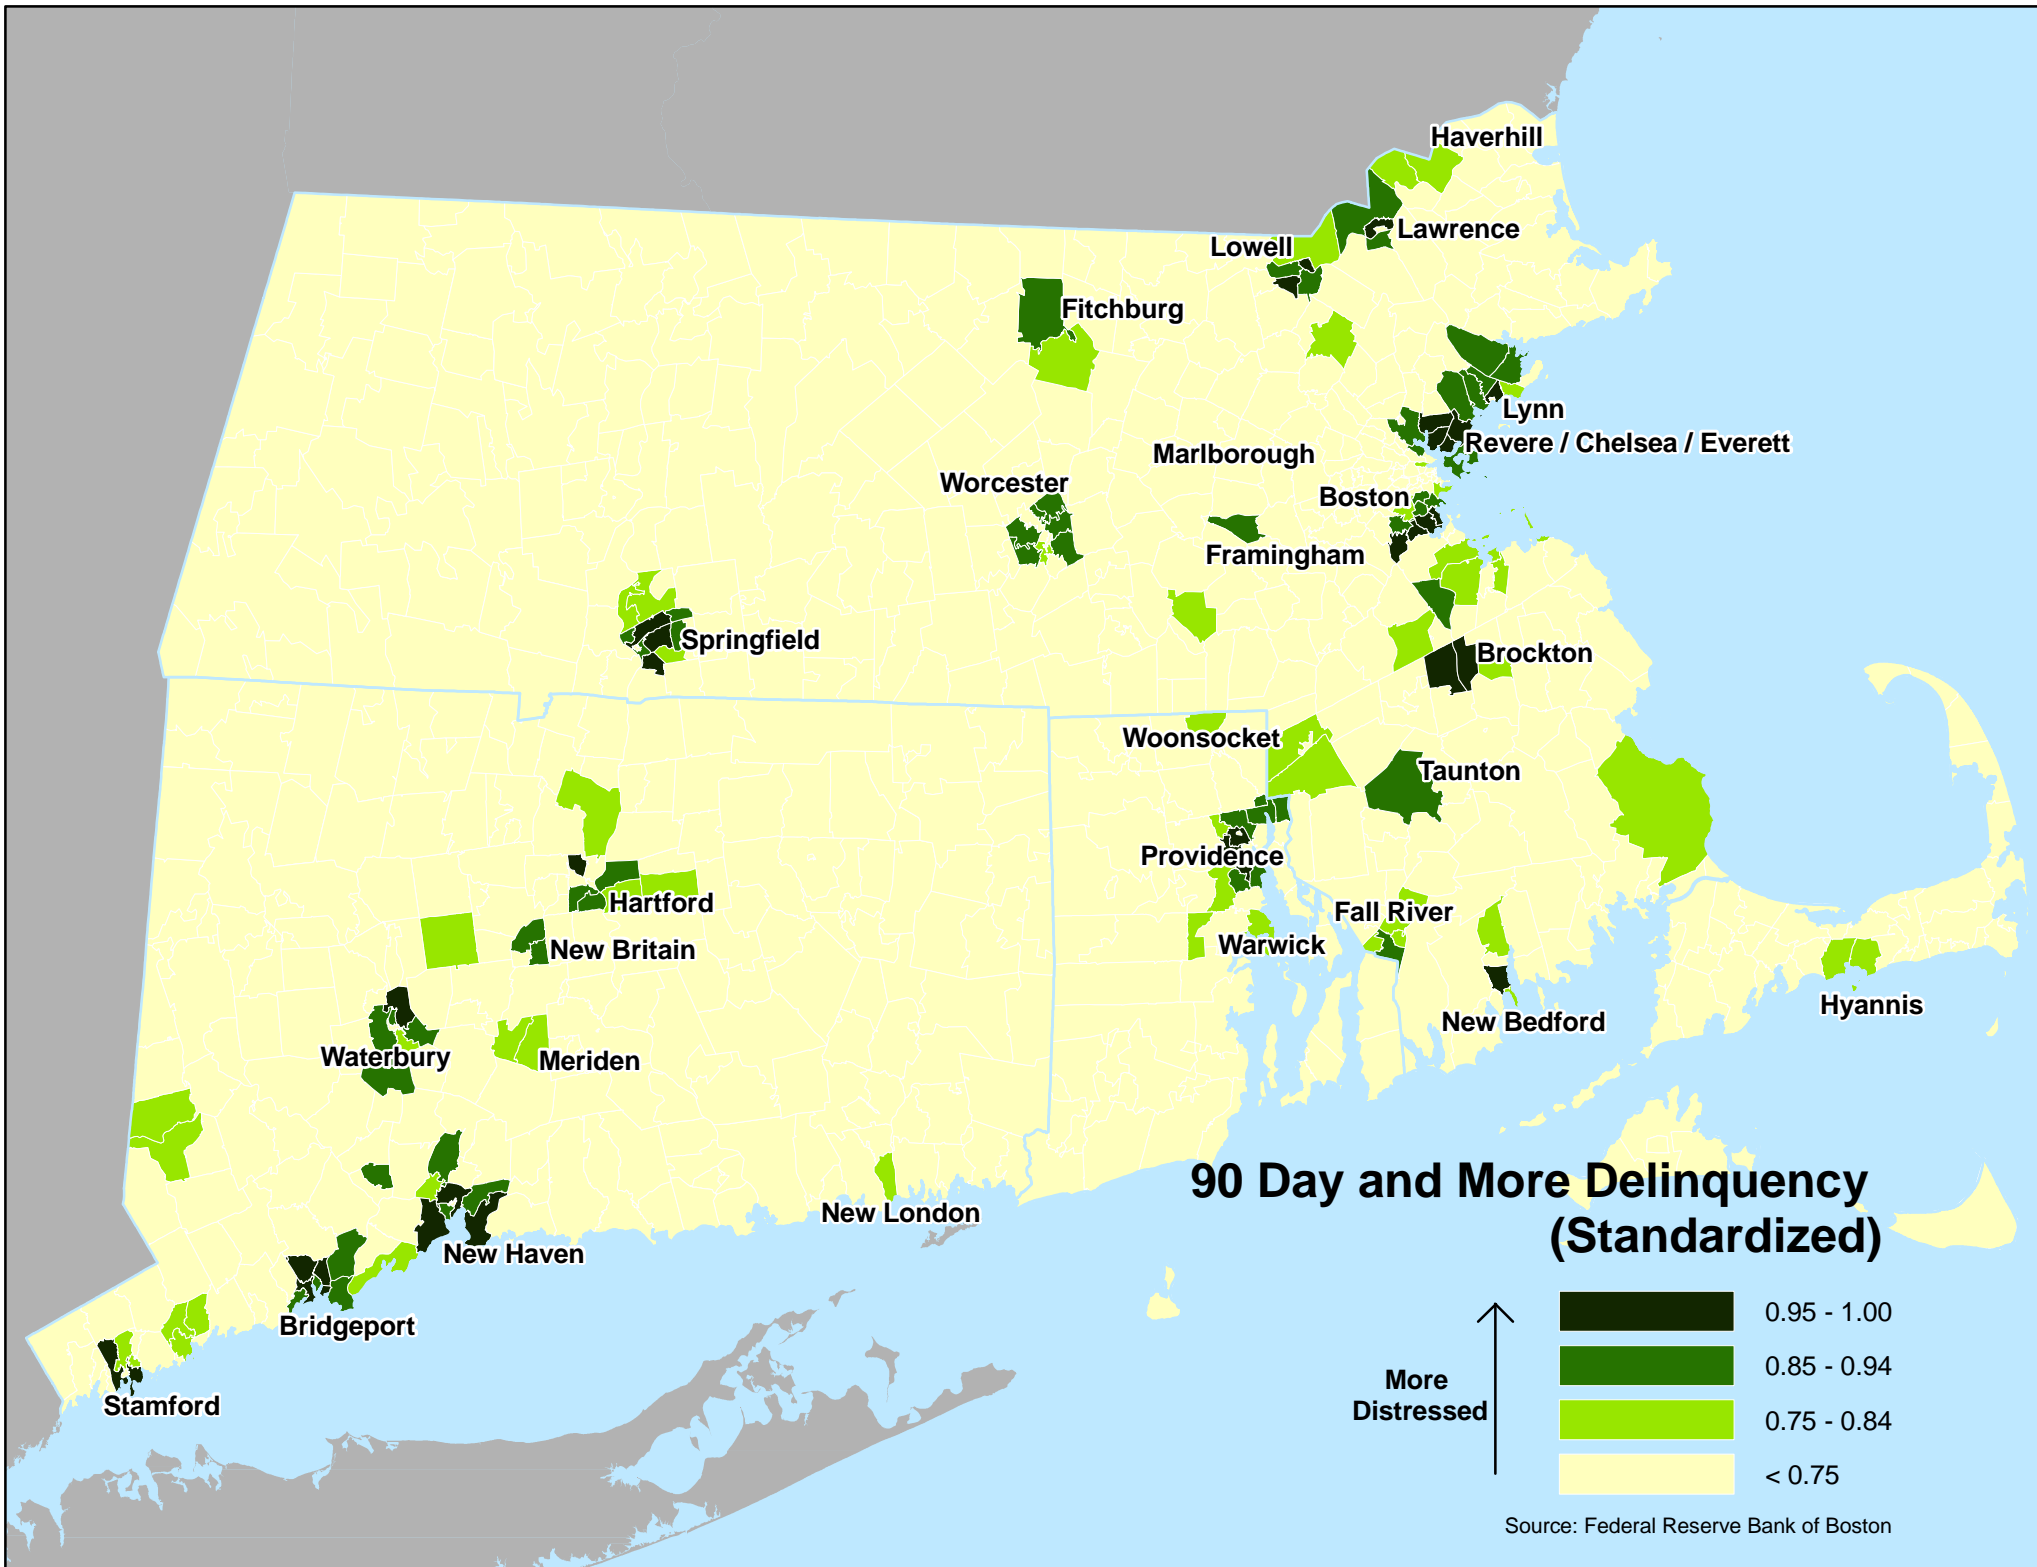 Haverhill
Lawrence
Lowell
Fitchburg
Lynn
Revere / Chelsea / Everett
Marlborough
Worcester
Boston
Framingham
Springfield
Brockton
Woonsocket
Taunton
Providence
Hartford
Fall River
Warwick
New Britain
Hyannis
New Bedford
Waterbury
Meriden
New London
New Haven
Bridgeport
Stamford
90 Day and More Delinquency
(Standardized)
More
Distressed
0.95 - 1.00
0.85 - 0.94
0.75 - 0.84
< 0.75
Source: Federal Reserve Bank of Boston